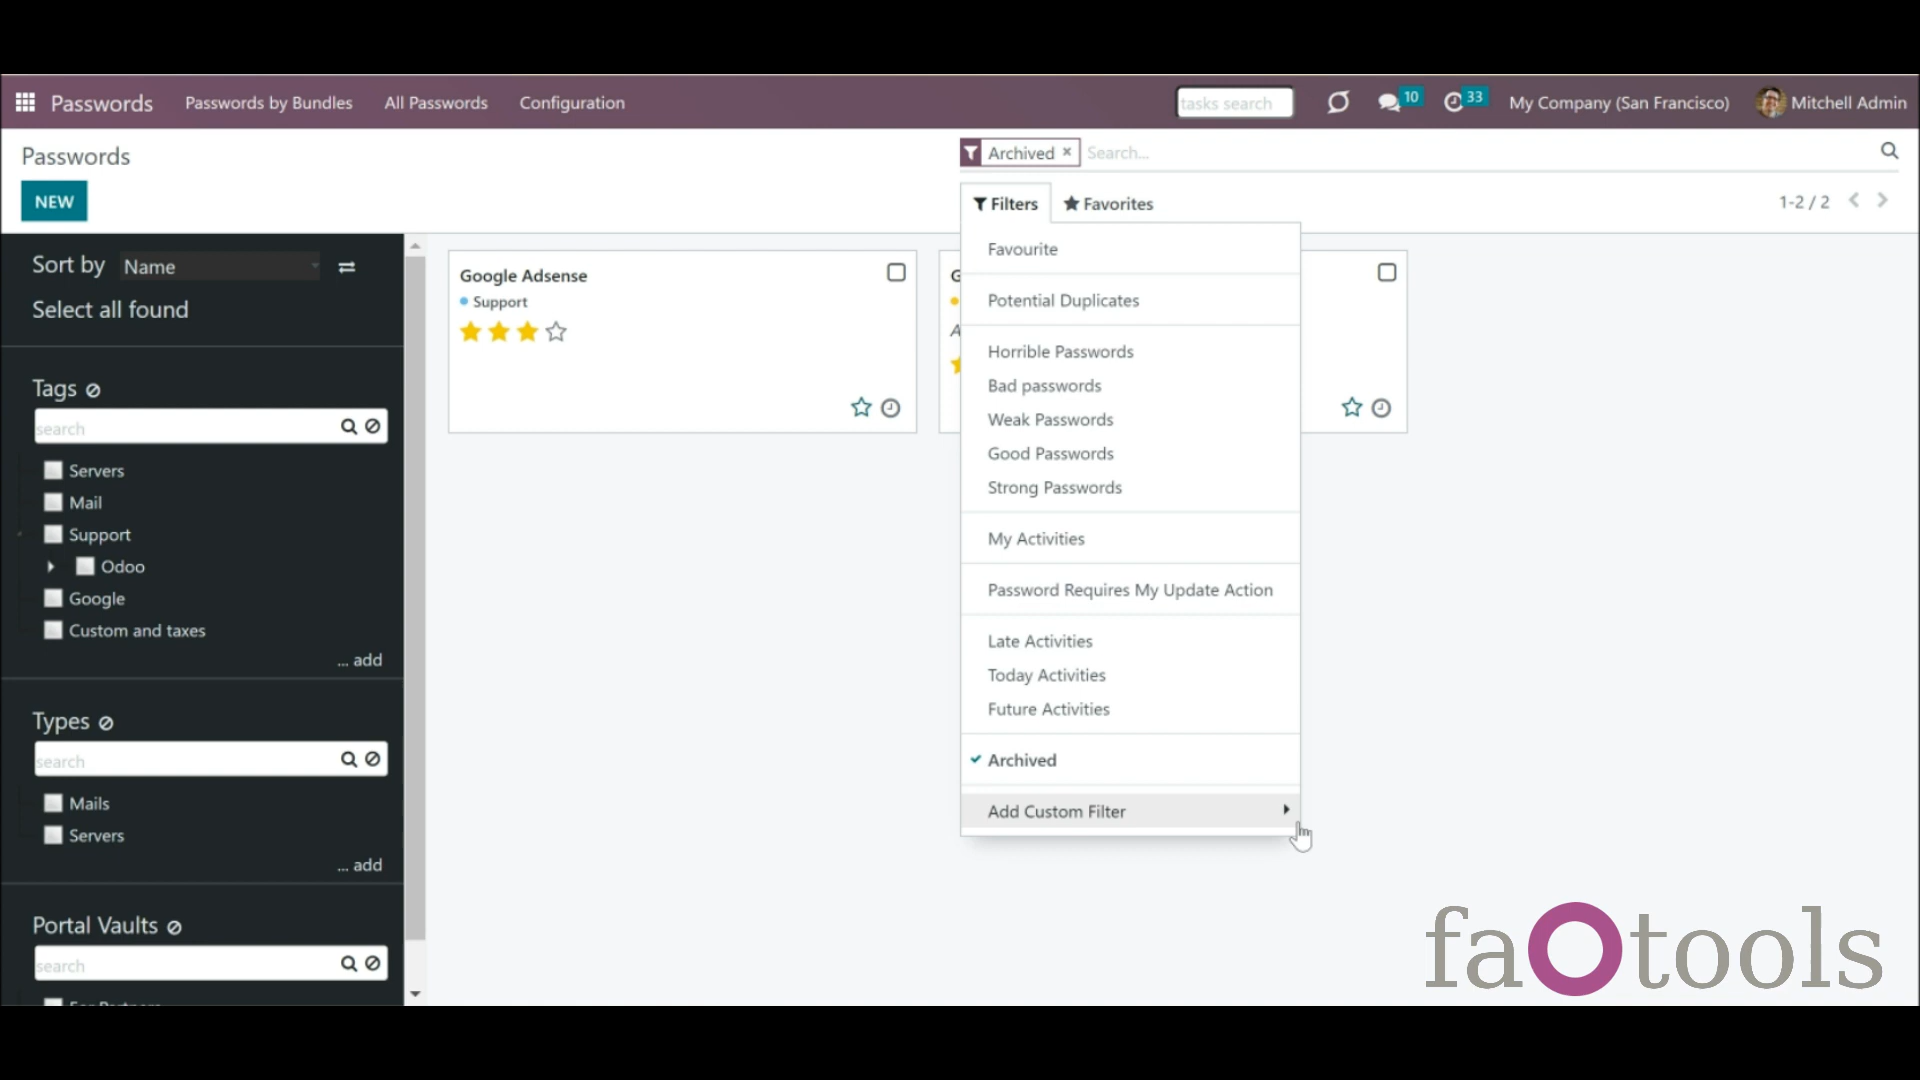 Passwords Passwords by Bundles All Passwords Configuration tasks search 10 33 My Company (San Francisco) Mitchell Admin
Passwords
Archived × Search...
NEW
Filters Favorites
1-2 / 2
Sort by Name
Select all found
Tags
search
Servers
Mail
Support
Odoo
Google
Custom and taxes
... add
Types
search
Mails
Servers
... add
Portal Vaults
search
Google Adsense
Support
Favourite
Potential Duplicates
Horrible Passwords
Bad passwords
Weak Passwords
Good Passwords
Strong Passwords
My Activities
Password Requires My Update Action
Late Activities
Today Activities
Future Activities
Archived
Add Custom Filter
faOtools